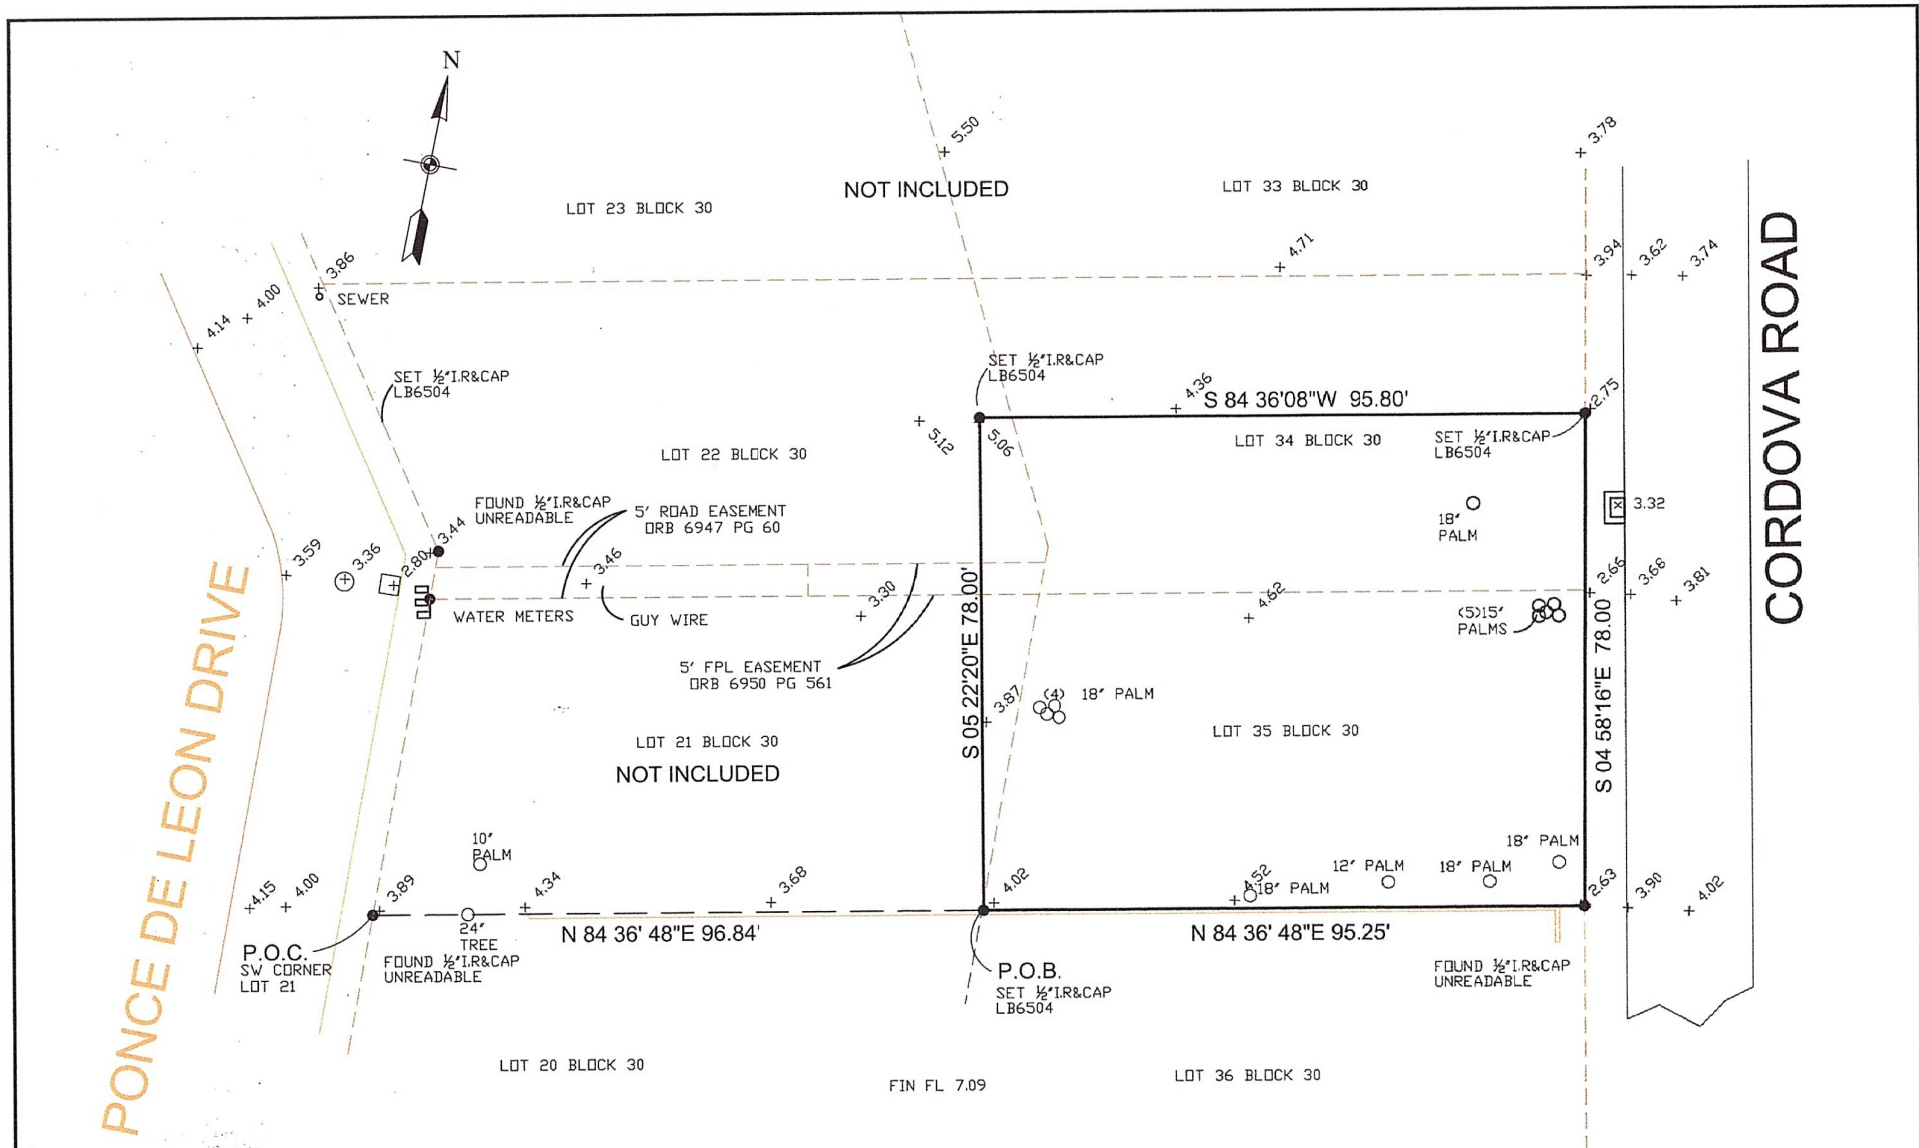 N
5.50
3.78
NOT INCLUDED
LOT 33 BLOCK 30
LOT 23 BLOCK 30
4.71
3.94
3.62
3.74
3.86
SEWER
4.00
4.14
CORDOVA ROAD
SET ½"I.R&CAP
LB6504
SET ½"I.R&CAP
LB6504
4.36
S 84 36'08"W 95.80'
2.75
5.12
5.06
LOT 34 BLOCK 30
SET ½"I.R&CAP
LB6504
LOT 22 BLOCK 30
FOUND ½"I.R&CAP
UNREADABLE
5' ROAD EASEMENT
ORB 6947 PG 60
18"
PALM
3.32
3.44
2.80
3.36
3.59
3.46
3.30
4.62
2.66
3.68
3.81
WATER METERS
GUY WIRE
(5)15"
PALMS
5' FPL EASEMENT
ORB 6950 PG 561
S 05 22'20"E 78.00'
3.87
(4) 18" PALM
S 04 58'16"E 78.00
LOT 35 BLOCK 30
LOT 21 BLOCK 30
NOT INCLUDED
PONCE DE LEON DRIVE
10"
PALM
18" PALM
12" PALM
18" PALM
18" PALM
4.15
4.00
3.89
4.34
3.68
4.02
4.52
2.63
3.90
4.02
24"
TREE
N 84 36' 48"E 96.84'
N 84 36' 48"E 95.25'
P.O.C.
SW CORNER
LOT 21
FOUND ½"I.R&CAP
UNREADABLE
P.O.B.
SET ½"I.R&CAP
LB6504
FOUND ½"I.R&CAP
UNREADABLE
LOT 20 BLOCK 30
FIN FL 7.09
LOT 36 BLOCK 30